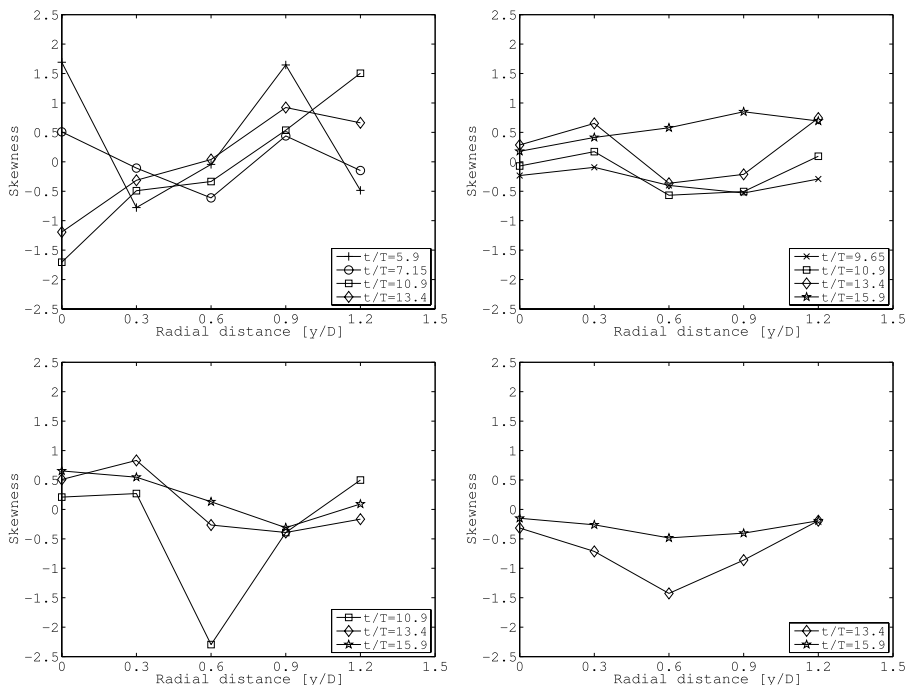 2.5
2
1.5
1
0.5
0
-0.5
-1
-1.5
-2
-2.5
Skewness
0 0.3 0.6 0.9 1.2 1.5
Radial distance [y/D]
t/T=5.9
t/T=7.15
t/T=10.9
t/T=13.4
2.5
2
1.5
1
0.5
0
-0.5
-1
-1.5
-2
-2.5
Skewness
0 0.3 0.6 0.9 1.2 1.5
Radial distance [y/D]
t/T=9.65
t/T=10.9
t/T=13.4
t/T=15.9
2.5
2
1.5
1
0.5
0
-0.5
-1
-1.5
-2
-2.5
Skewness
0 0.3 0.6 0.9 1.2 1.5
Radial distance [y/D]
t/T=10.9
t/T=13.4
t/T=15.9
2.5
2
1.5
1
0.5
0
-0.5
-1
-1.5
-2
-2.5
Skewness
0 0.3 0.6 0.9 1.2 1.5
Radial distance [y/D]
t/T=13.4
t/T=15.9